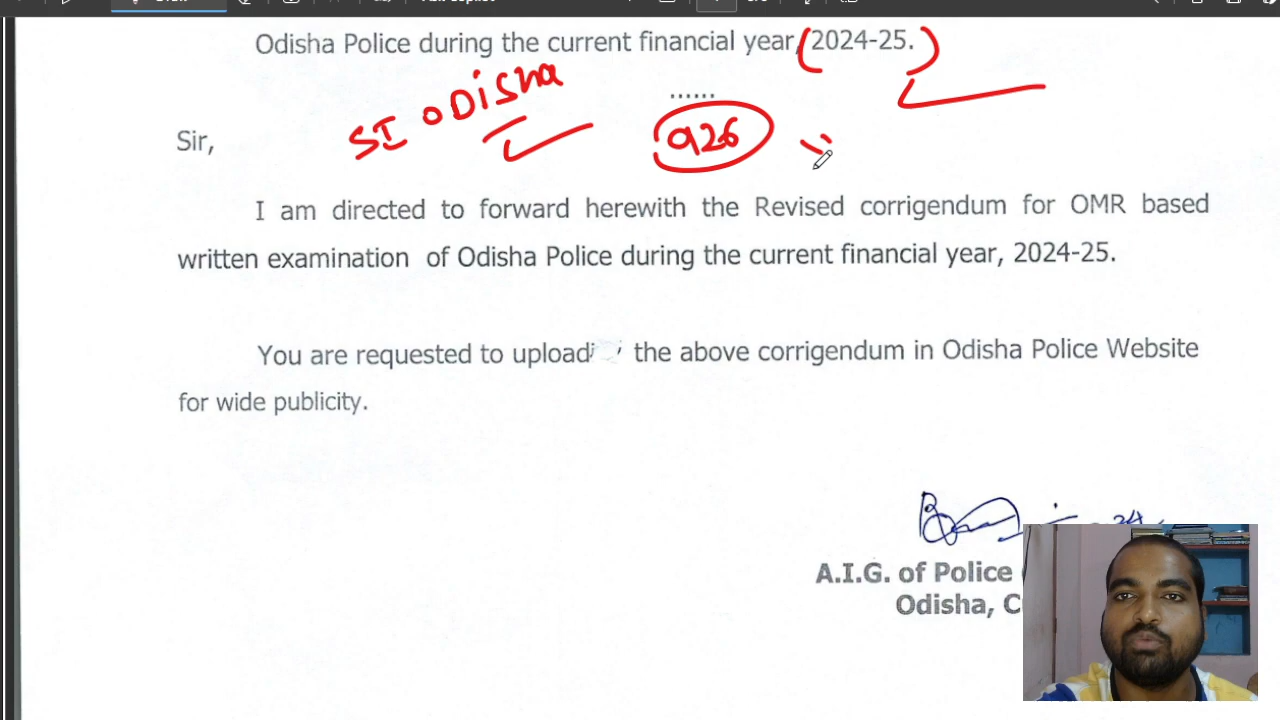 Odisha Police during the current financial year, (2024-25.)
SI ODisha
......
926
Sir,
I am directed to forward herewith the Revised corrigendum for OMR based
written examination of Odisha Police during the current financial year, 2024-25.
You are requested to upload the above corrigendum in Odisha Police Website
for wide publicity.
A.I.G. of Police
Odisha,